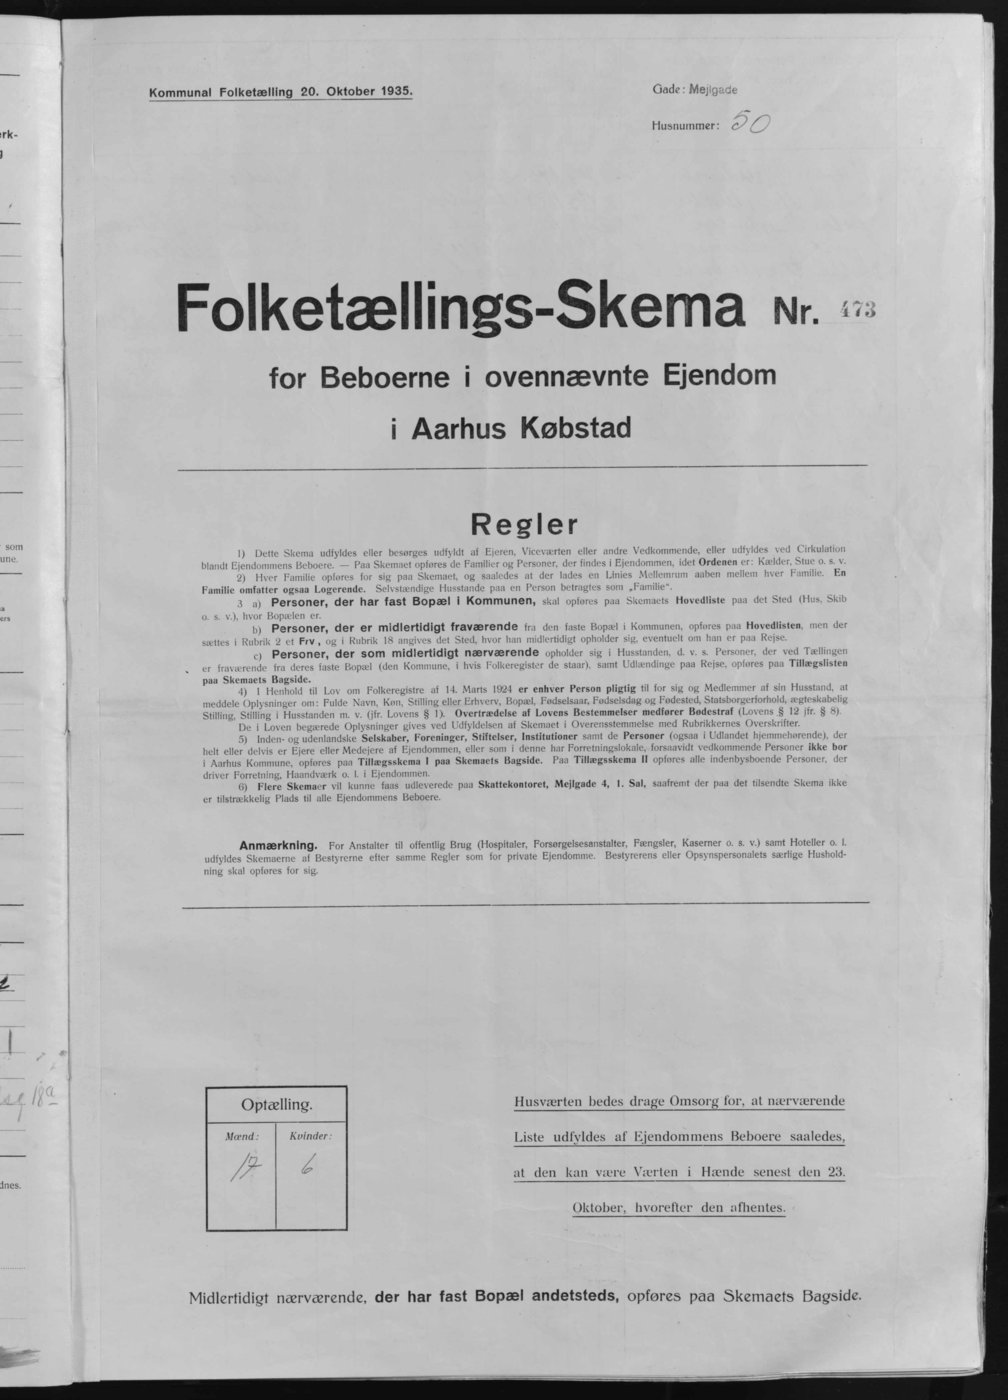 Kommunal Folketælling 20. Oktober 1935.
Gade: Mejlgade
Husnummer: 50
Folketællings-Skema Nr. 473
for Beboerne i ovennævnte Ejendom
i Aarhus Købstad
Regler
1) Dette Skema udfyldes eller besørges udfyldt af Ejeren, Viceværten eller andre Vedkommende, eller udfyldes ved Cirkulation
blandt Ejendommens Beboere. — Paa Skemaet opføres de Familier og Personer, der findes i Ejendommen, idet Ordenen er: Kælder, Stue o. s. v.
2) Hver Familie opføres for sig paa Skemaet, og saaledes at der lades en Linies Mellemrum aaben mellem hver Familie. En
Familie omfatter ogsaa Logerende. Selvstændige Husstande paa en Person betragtes som „Familie“.
3 a) Personer, der har fast Bopæl i Kommunen, skal opføres paa Skemaets Hovedliste paa det Sted (Hus, Skib
o. s. v.), hvor Bopælen er.
b) Personer, der er midlertidigt fraværende fra den faste Bopæl i Kommunen, opføres paa Hovedlisten, men der
sættes i Rubrik 2 et Frv., og i Rubrik 18 angives det Sted, hvor han midlertidigt opholder sig, eventuelt om han er paa Rejse.
c) Personer, der som midlertidigt nærværende opholder sig i Husstanden, d. v. s. Personer, der ved Tællingen
er fraværende fra deres faste Bopæl (den Kommune, i hvis Folkeregister de staar), samt Udlændinge paa Rejse, opføres paa Tillægslisten
paa Skemaets Bagside.
4) I Henhold til Lov om Folkeregistre af 14. Marts 1924 er enhver Person pligtig til for sig og Medlemmer af sin Husstand, at
meddele Oplysninger om: Fulde Navn, Køn, Stilling eller Erhverv, Bopæl, Fødselsaar, Fødselsdag og Fødested, Statsborgerforhold, ægteskabelig
Stilling, Stilling i Husstanden m. v. (jfr. Lovens § 1). Overtrædelse af Lovens Bestemmelser medfører Bødestraf (Lovens § 12 jfr. § 8).
De i Loven begærede Oplysninger gives ved Udfyldelsen af Skemaet i Overensstemmelse med Rubrikkernes Overskrifter.
5) Inden- og udenlandske Selskaber, Foreninger, Stiftelser, Institutioner samt de Personer (ogsaa i Udlandet hjemmehørende), der
helt eller delvis er Ejere eller Medejere af Ejendommen, eller som i denne har Forretningslokale, forsaavidt vedkommende Personer ikke bor
i Aarhus Kommune, opføres paa Tillægsskema I paa Skemaets Bagside. Paa Tillægsskema II opføres alle indenbysboende Personer, der
driver Forretning, Haandværk o. l. i Ejendommen.
6) Flere Skemaer vil kunne faas udleverede paa Skattekontoret, Mejlgade 4, 1. Sal, saafremt der paa det tilsendte Skema ikke
er tilstrækkelig Plads til alle Ejendommens Beboere.
Anmærkning. For Anstalter til offentlig Brug (Hospitaler, Forsørgelsesanstalter, Fængsler, Kaserner o. s. v.) samt Hoteller o. l.
udfyldes Skemaerne af Bestyrerne efter samme Regler som for private Ejendomme. Bestyrerens eller Opsynspersonalets særlige Hushold-
ning skal opføres for sig.
Optælling.
Mænd: Kvinder:
17 6
Husværten bedes drage Omsorg for, at nærværende
Liste udfyldes af Ejendommens Beboere saaledes,
at den kan være Værten i Hænde senest den 23.
Oktober, hvorefter den afhentes.
Midlertidigt nærværende, der har fast Bopæl andetsteds, opføres paa Skemaets Bagside.